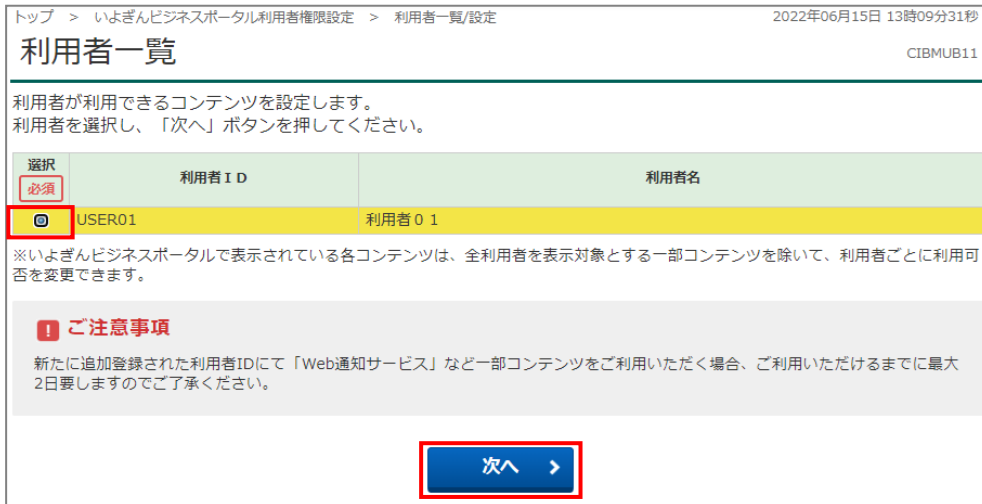 トップ　>　いよぎんビジネスポータル利用者権限設定　>　利用者一覧/設定
2022年06月15日 13時09分31秒
利用者一覧
CIBMUB11
利用者が利用できるコンテンツを設定します。
利用者を選択し、「次へ」ボタンを押してください。
選択
必須
利用者ＩＤ
利用者名
USER01
利用者０１
※いよぎんビジネスポータルで表示されている各コンテンツは、全利用者を表示対象とする一部コンテンツを除いて、利用者ごとに利用可
否を変更できます。
! ご注意事項
新たに追加登録された利用者IDにて「Web通知サービス」など一部コンテンツをご利用いただく場合、ご利用いただけるまでに最大
2日要しますのでご了承ください。
次へ